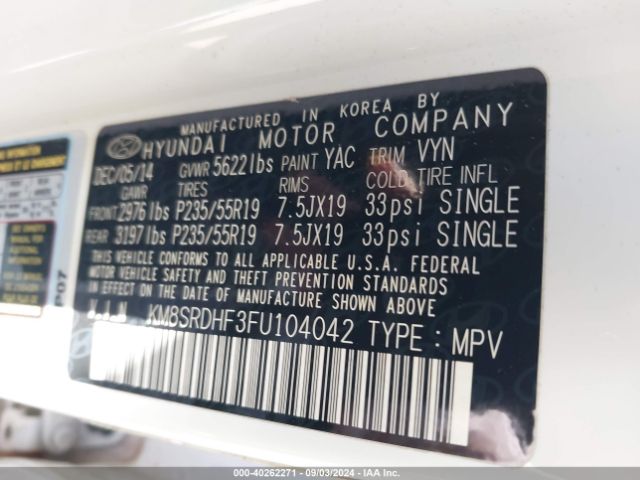 MANUFACTURED IN KOREA BY
HYUNDAI MOTOR COMPANY
DEC/05/14 GVWR 5622lbs PAINT YAC TRIM VYN
GAWR TIRES RIMS COLD TIRE INFL
FRONT 2976lbs P235/55R19 7.5JX19 33psi SINGLE
REAR 3197lbs P235/55R19 7.5JX19 33psi SINGLE
THIS VEHICLE CONFORMS TO ALL APPLICABLE U.S.A. FEDERAL
MOTOR VEHICLE SAFETY AND THEFT PREVENTION STANDARDS
IN EFFECT ON THE DATE OF MANUFACTURE SHOWN ABOVE
V.I.N KM8SRDHF3FU104042 TYPE : MPV
P07
000-40262271 - 09/03/2024 - IAA Inc.